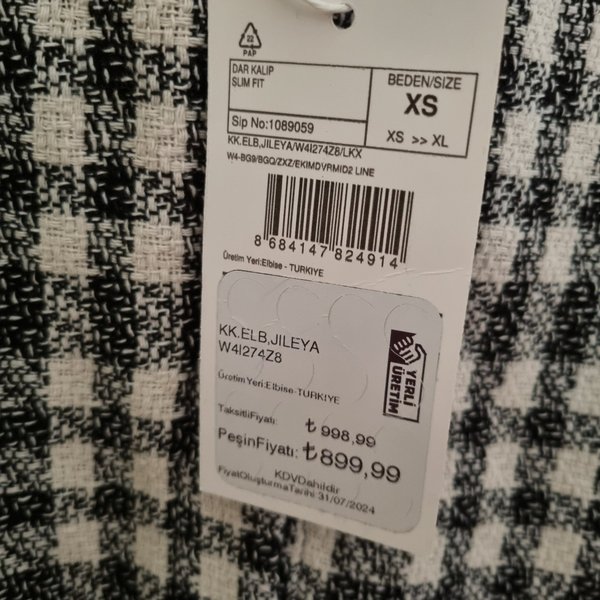 22
PAP
DAR KALIP
SLIM FIT
BEDEN/SIZE
XS
XS >> XL
Sip No:1089059
KK.ELB,JILEYA/W4I274Z8/LKX
W4-BG9/BGQ/ZXZ/EKIMDVRMID2 LINE
8 684147 824914
Üretim Yeri:Elbise - TURKIYE
KK.ELB,JILEYA
W4I274Z8
YERLİ
ÜRETİM
Üretim Yeri:Elbise-TURKIYE
TaksitliFiyatı: ₺ 998,99
PeşinFiyatı: ₺899,99
KDVDahildir
FiyatOluşturmaTarihi:31/07/2024